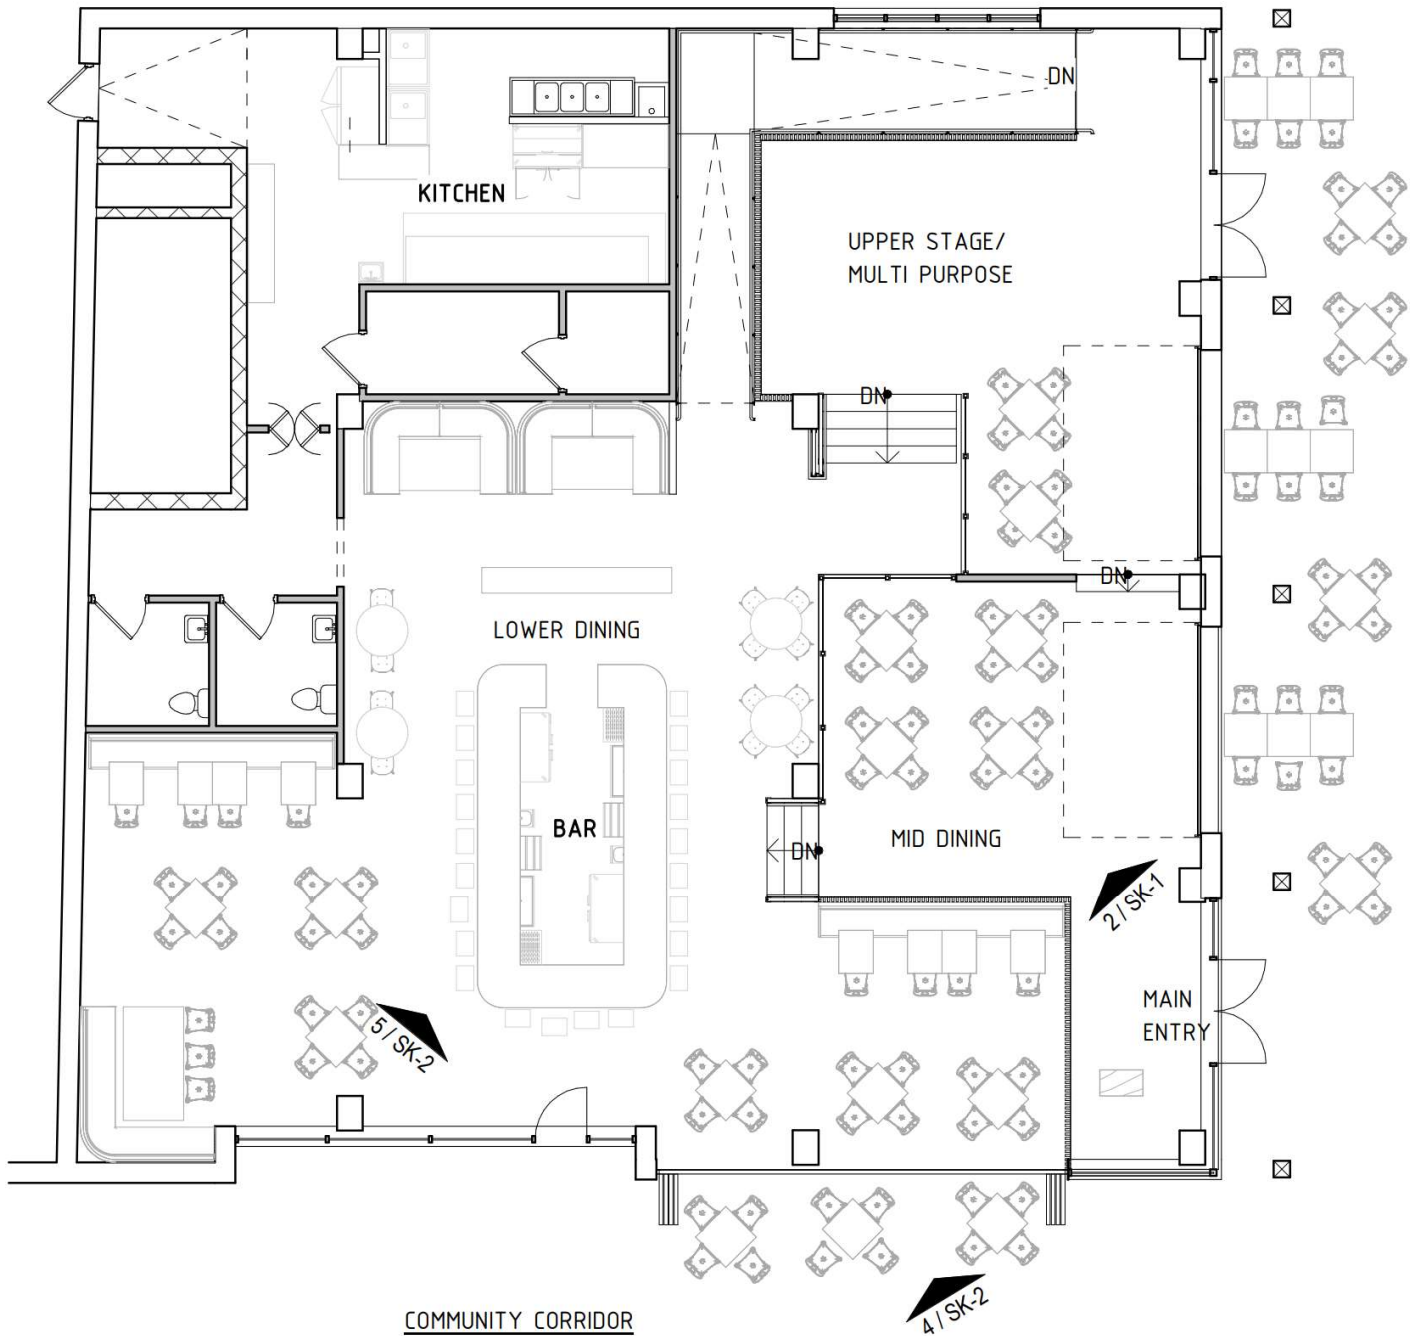 DN
KITCHEN
UPPER STAGE/
MULTI PURPOSE
DN
DN
LOWER DINING
BAR
MID DINING
DN
2 / SK-1
MAIN
ENTRY
5 / SK-2
4 / SK-2
COMMUNITY CORRIDOR